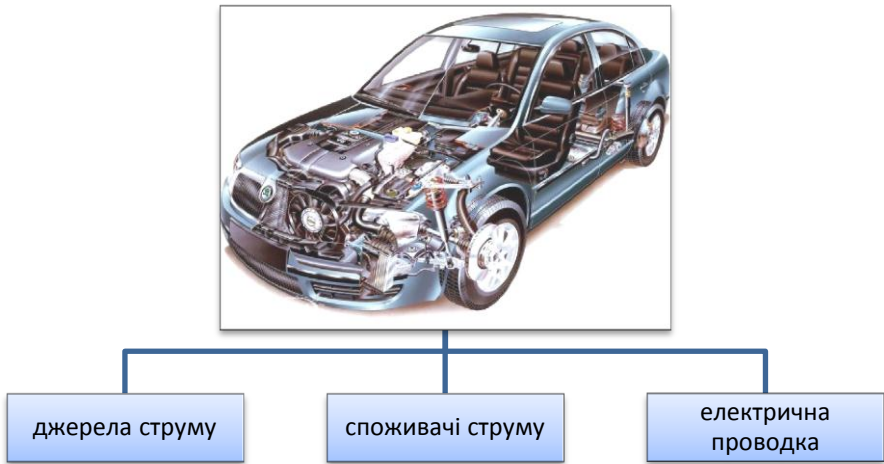 джерела струму
споживачі струму
електрична
проводка